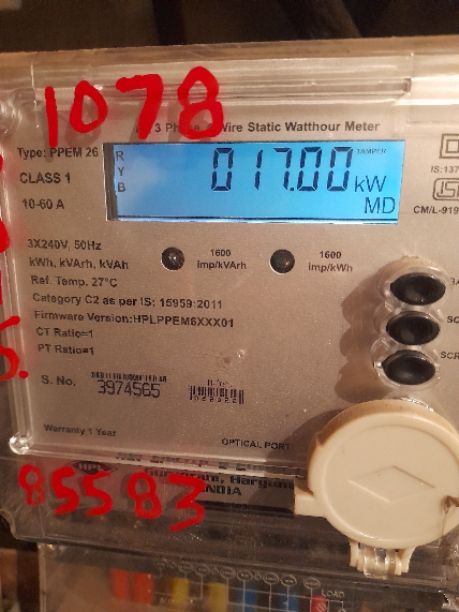 1078
3 Phase Wire Static Watthour Meter
Type: PPEM 26
CLASS 1
10-60 A
R
Y
B
017.00 kW
TAMPER
MD
IS:137
CM/L-919
3X240V, 50Hz
kWh, kVArh, kVAh
Ref. Temp. 27°C
Category C2 as per IS: 15959:2011
Firmware Version:HPLPPEM6XXX01
CT Ratio=1
PT Ratio=1
1600
imp/kVArh
1600
imp/kWh
SCR
S. No.
3974565
Warranty 1 Year
OPTICAL PORT
85583
INDIA
LOAD